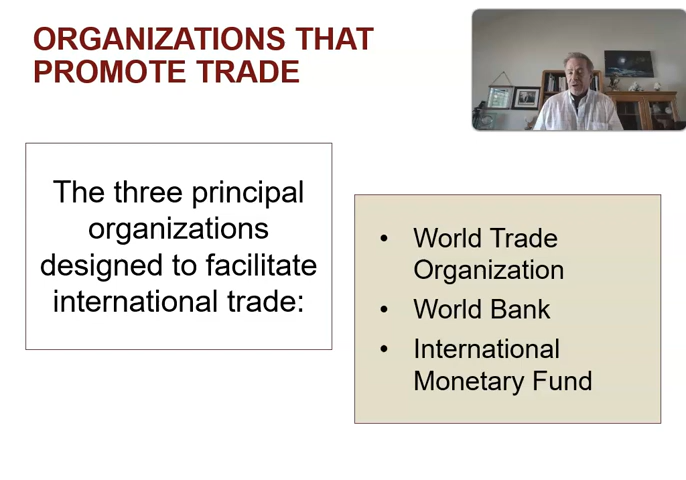 ORGANIZATIONS THAT
PROMOTE TRADE
The three principal
organizations
designed to facilitate
international trade:
• World Trade
Organization
• World Bank
• International
Monetary Fund